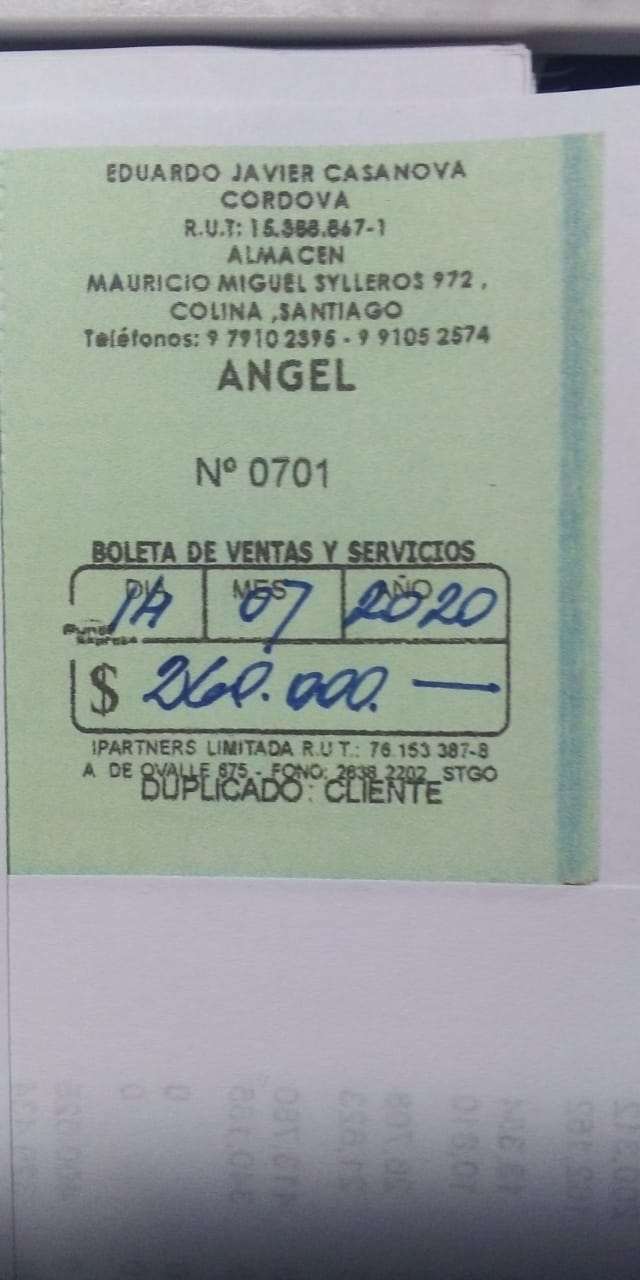 EDUARDO JAVIER CASANOVA
CORDOVA
R.U.T: 15.388.867-1
ALMACEN
MAURICIO MIGUEL SYLLEROS 972 ,
COLINA ,SANTIAGO
Teléfonos: 9 7910 2395 - 9 9105 2574
ANGEL
Nº 0701
BOLETA DE VENTAS Y SERVICIOS
DIA MES AÑO
14 07 2020
$ 260.000.
IPARTNERS LIMITADA R.U.T.: 76.153 387-8
A. DE OVALLE 675 - FONO: 2638 2202 STGO
DUPLICADO : CLIENTE